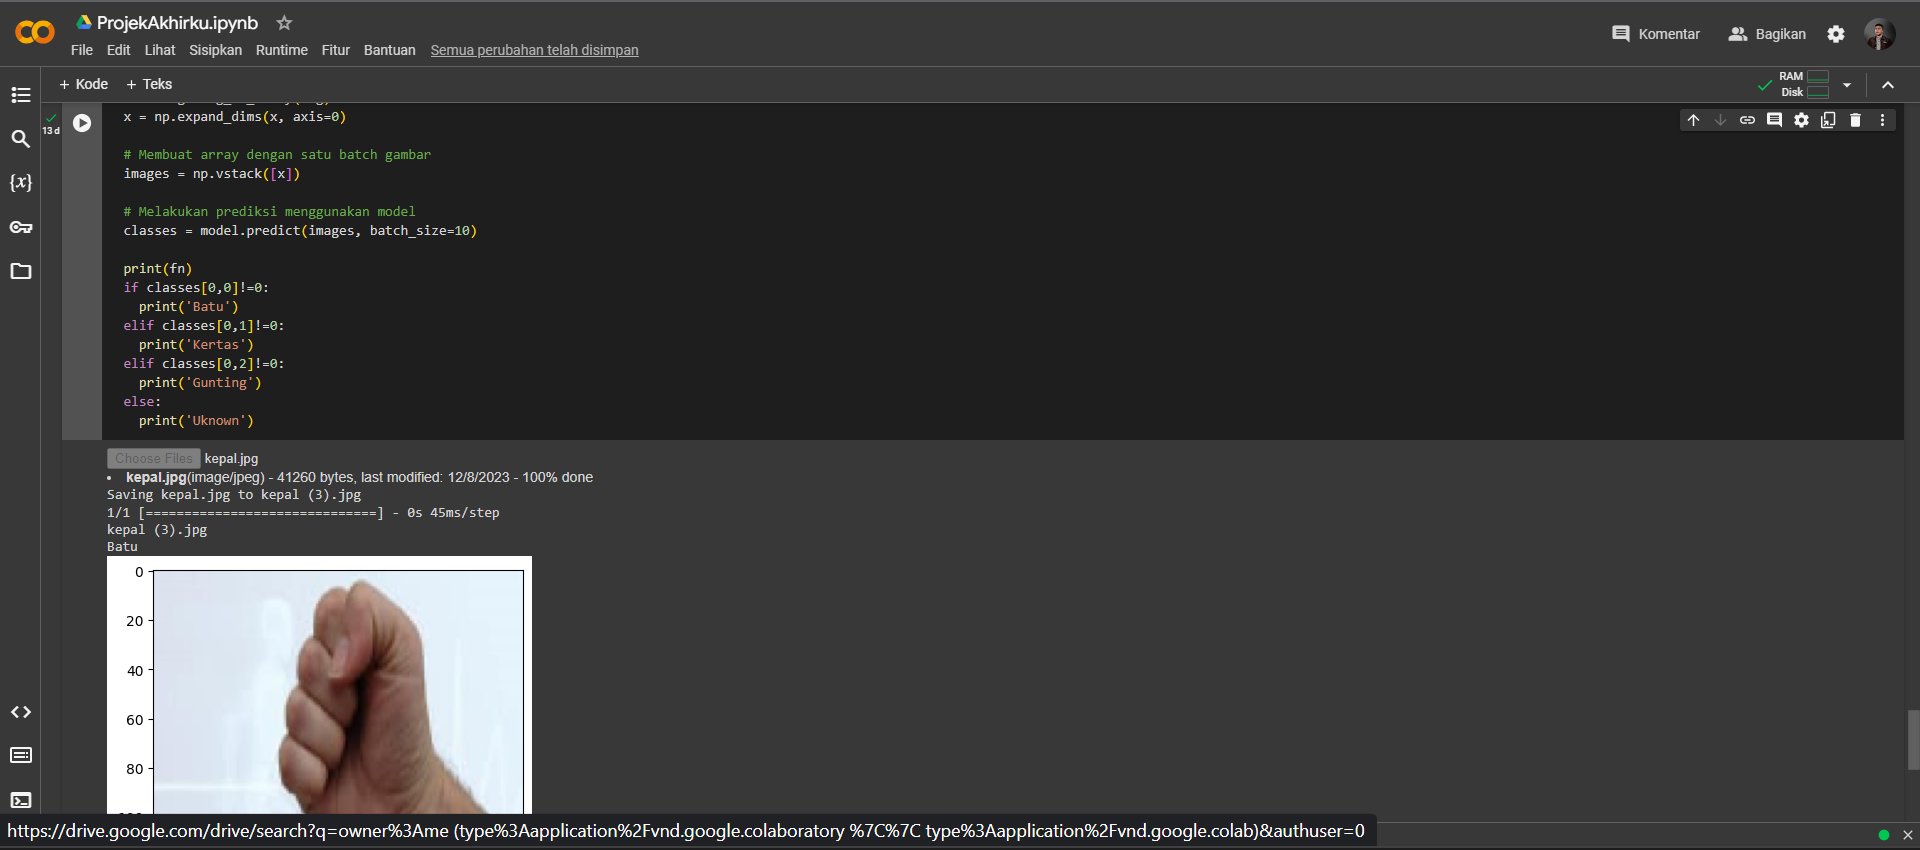 ProjekAkhirku.ipynb
File Edit Lihat Sisipkan Runtime Fitur Bantuan Semua perubahan telah disimpan
Komentar
Bagikan
+ Kode + Teks
RAM
Disk
13 d
x = np.expand_dims(x, axis=0)
# Membuat array dengan satu batch gambar
images = np.vstack([x])
# Melakukan prediksi menggunakan model
classes = model.predict(images, batch_size=10)
print(fn)
if classes[0,0]!=0:
print('Batu')
elif classes[0,1]!=0:
print('Kertas')
elif classes[0,2]!=0:
print('Gunting')
else:
print('Uknown')
Choose Files kepal.jpg
• kepal.jpg(image/jpeg) - 41260 bytes, last modified: 12/8/2023 - 100% done
Saving kepal.jpg to kepal (3).jpg
1/1 [==============================] - 0s 45ms/step
kepal (3).jpg
Batu
0
20
40
60
80
https://drive.google.com/drive/search?q=owner%3Ame (type%3Aapplication%2Fvnd.google.colaboratory %7C%7C type%3Aapplication%2Fvnd.google.colab)&authuser=0